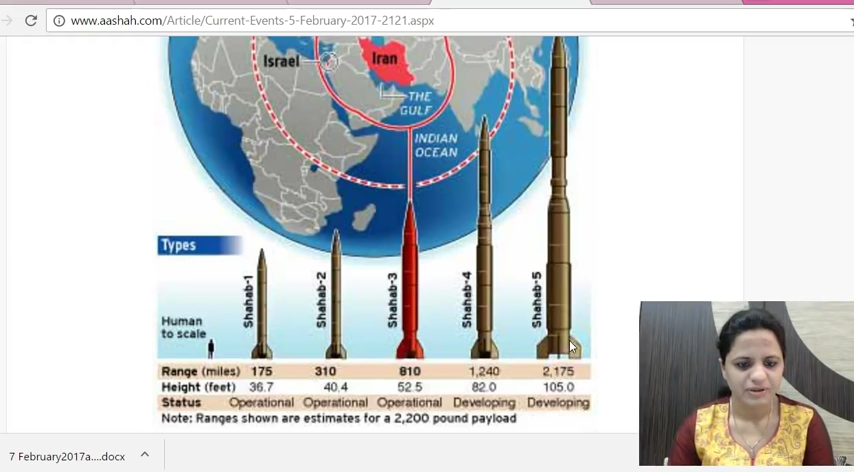 www.aashah.com/Article/Current-Events-5-February-2017-2121.aspx
Israel
Iran
THE
GULF
INDIAN
OCEAN
Types
Shahab-1
Shahab-2
Shahab-3
Shahab-4
Shahab-5
Human
to scale
Range (miles) 175 310 810 1,240 2,175
Height (feet) 36.7 40.4 52.5 82.0 105.0
Status Operational Operational Operational Developing Developing
Note: Ranges shown are estimates for a 2,200 pound payload
7 February2017a....docx